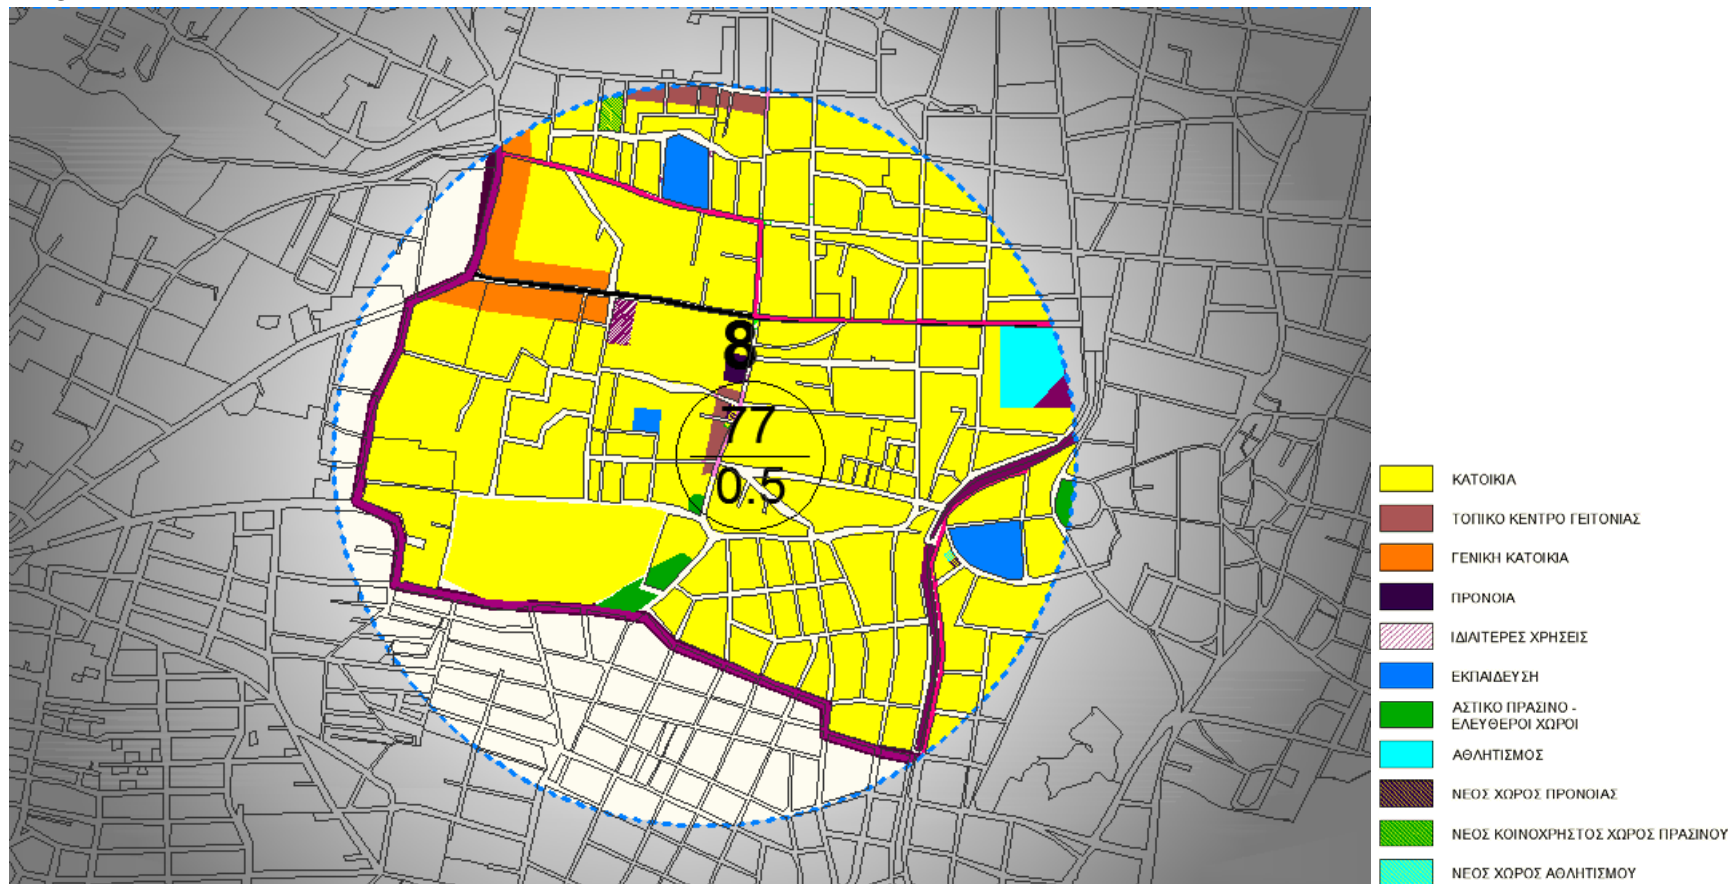 8
8
77
0.5
ΚΑΤΟΙΚΙΑ
ΤΟΠΙΚΟ ΚΕΝΤΡΟ ΓΕΙΤΟΝΙΑΣ
ΓΕΝΙΚΗ ΚΑΤΟΙΚΙΑ
ΠΡΟΝΟΙΑ
ΙΔΙΑΙΤΕΡΕΣ ΧΡΗΣΕΙΣ
ΕΚΠΑΙΔΕΥΣΗ
ΑΣΤΙΚΟ ΠΡΑΣΙΝΟ -
ΕΛΕΥΘΕΡΟΙ ΧΩΡΟΙ
ΑΘΛΗΤΙΣΜΟΣ
ΝΕΟΣ ΧΩΡΟΣ ΠΡΟΝΟΙΑΣ
ΝΕΟΣ ΚΟΙΝΟΧΡΗΣΤΟΣ ΧΩΡΟΣ ΠΡΑΣΙΝΟΥ
ΝΕΟΣ ΧΩΡΟΣ ΑΘΛΗΤΙΣΜΟΥ